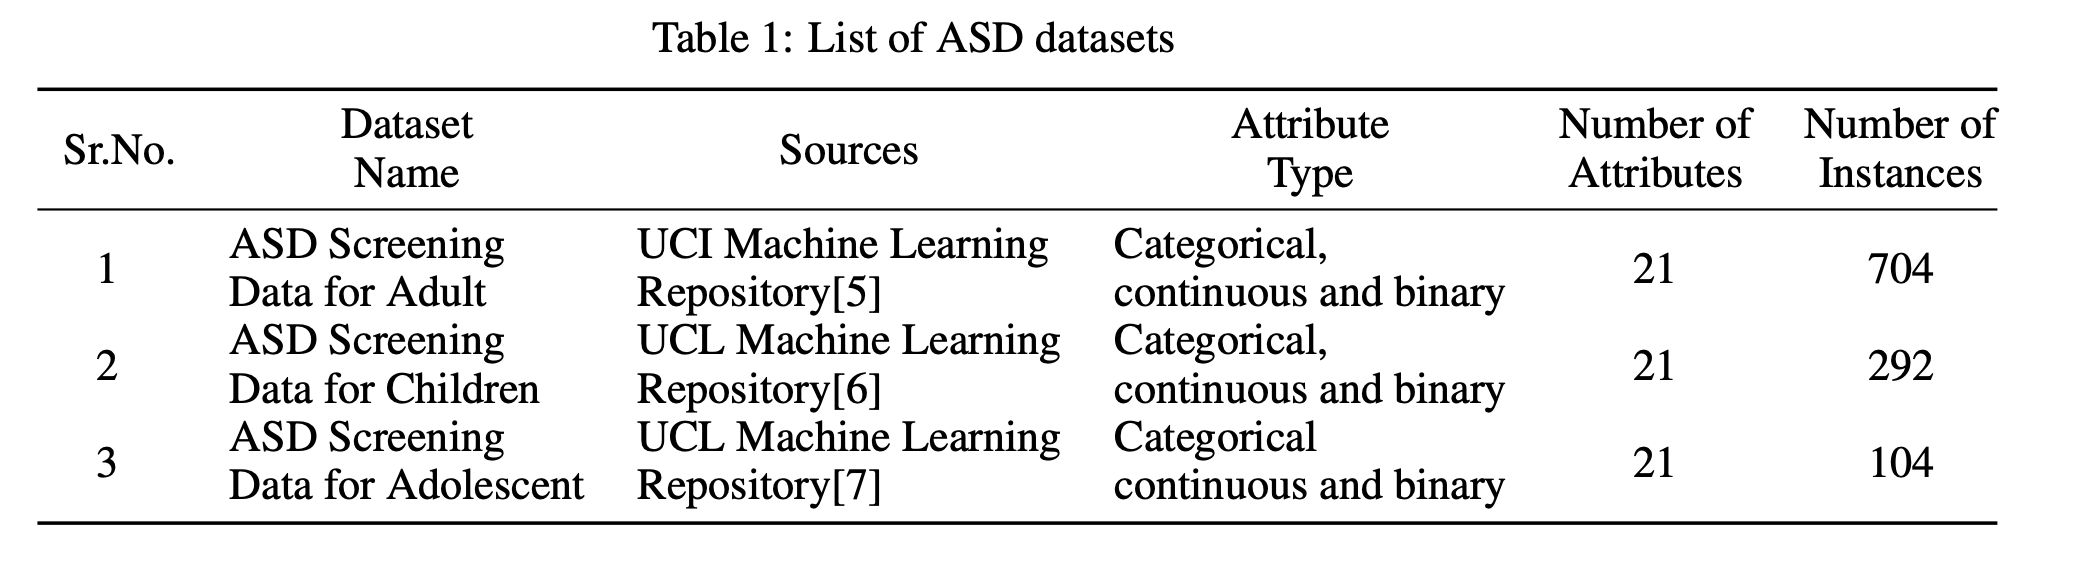 Table 1: List of ASD datasets
Sr.No. Dataset Name Sources Attribute Type Number of Attributes Number of Instances
1 ASD Screening Data for Adult UCI Machine Learning Repository[5] Categorical, continuous and binary 21 704
2 ASD Screening Data for Children UCL Machine Learning Repository[6] Categorical, continuous and binary 21 292
3 ASD Screening Data for Adolescent UCL Machine Learning Repository[7] Categorical continuous and binary 21 104